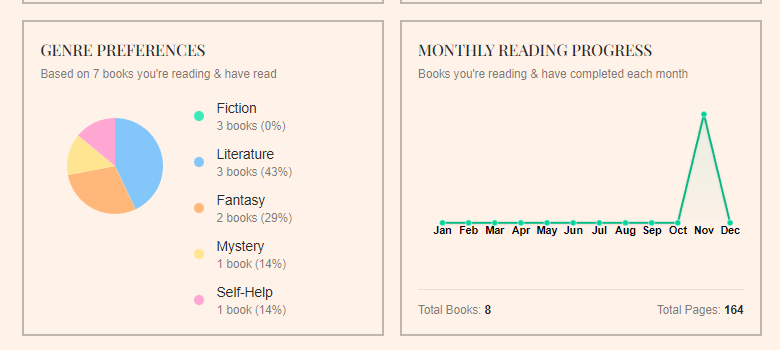 GENRE PREFERENCES
Based on 7 books you're reading & have read
Fiction
3 books (0%)
Literature
3 books (43%)
Fantasy
2 books (29%)
Mystery
1 book (14%)
Self-Help
1 book (14%)
MONTHLY READING PROGRESS
Books you're reading & have completed each month
Jan Feb Mar Apr May Jun Jul Aug Sep Oct Nov Dec
Total Books: 8
Total Pages: 164